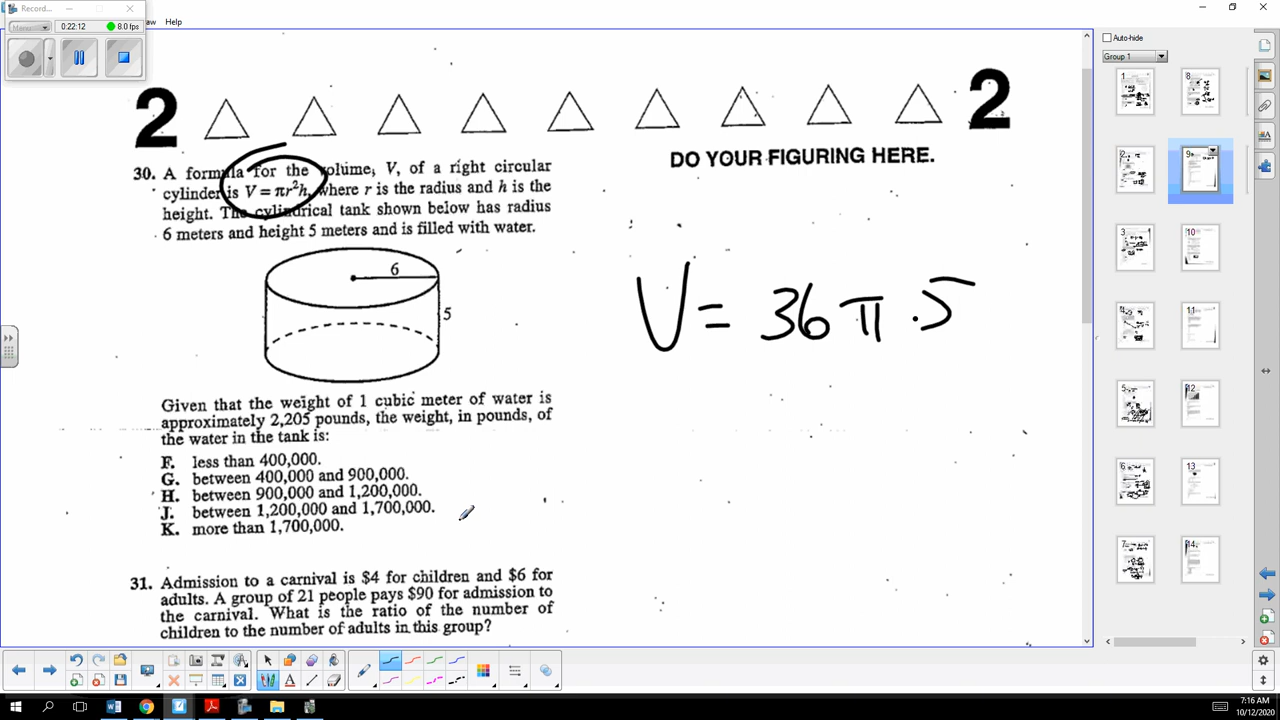 Record...
Menu
0:22:12
8.0 fps
aw Help
2 2
DO YOUR FIGURING HERE.
30. A formula for the volume, V, of a right circular
cylinder is V = πr²h, where r is the radius and h is the
height. The cylindrical tank shown below has radius
6 meters and height 5 meters and is filled with water.
6
5
V = 36 π · 5
Given that the weight of 1 cubic meter of water is
approximately 2,205 pounds, the weight, in pounds, of
the water in the tank is:
F. less than 400,000.
G. between 400,000 and 900,000.
H. between 900,000 and 1,200,000.
J. between 1,200,000 and 1,700,000.
K. more than 1,700,000.
31. Admission to a carnival is $4 for children and $6 for
adults. A group of 21 people pays $90 for admission to
the carnival. What is the ratio of the number of
children to the number of adults in this group?
Auto-hide
Group 1
1 8
2 9*
3 10
4 11
5 12
6 13
7 14
7:16 AM
10/12/2020